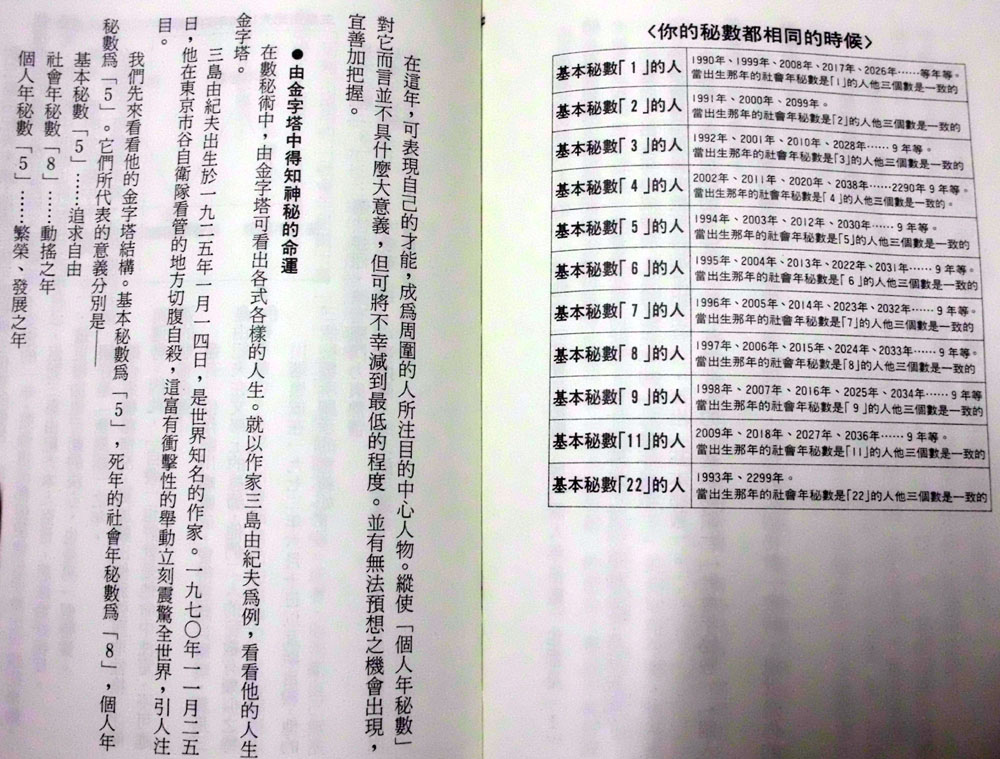 <你的秘數都相同的時候>
基本秘數「1」的人
1990年、1999年、2008年、2017年、2026年……等年等。
當出生那年的社會年秘數是「1」的人他三個數是一致的
基本秘數「2」的人
1991年、2000年、2099年。
當出生那年的社會年秘數是「2」的人他三個數是一致的
基本秘數「3」的人
1992年、2001年、2010年、2028年……9年等。
當出生那年的社會年秘數是「3」的人他三個數是一致的
基本秘數「4」的人
2002年、2011年、2020年、2038年……2290年9年等。
當出生那年的社會年秘數是「4」的人他三個數是一致的。
基本秘數「5」的人
1994年、2003年、2012年、2030年……9年等。
當出生那年的社會年秘數是「5」的人他三個數是一致的
基本秘數「6」的人
1995年、2004年、2013年、2022年、2031年……9年等。
當出生那年的社會年秘數是「6」的人他三個數是一致的
基本秘數「7」的人
1996年、2005年、2014年、2023年、2032年……9年等。
當出生那年的社會年秘數是「7」的人他三個數是一致的
基本秘數「8」的人
1997年、2006年、2015年、2024年、2033年……9年等。
當出生那年的社會年秘數是「8」的人他三個數是一致的
基本秘數「9」的人
1998年、2007年、2016年、2025年、2034年……9年等
當出生那年的社會年秘數是「9」的人他三個數是一致的
基本秘數「11」的人
2009年、2018年、2027年、2036年……9年等。
當出生那年的社會年秘數是「11」的人他三個數是一致的
基本秘數「22」的人
1993年、2299年。
當出生那年的社會年秘數是「22」的人他三個數是一致的
在這年，可表現自己的才能，成爲周圍的人所注目的中心人物。縱使「個人年秘數」
對它而言並不具什麼大意義，但可將不幸減到最低的程度。並有無法預想之機會出現，
宜善加把握。
●由金字塔中得知神秘的命運
在數秘術中，由金字塔可看出各式各樣的人生。就以作家三島由紀夫爲例，看看他的人生
金字塔。
三島由紀夫出生於一九二五年一月一四日，是世界知名的作家。一九七〇年一一月二五
日，他在東京市谷自衛隊看管的地方切腹自殺，這富有衝擊性的舉動立刻震驚全世界，引人注
目。
我們先來看看他的金字塔結構。基本秘數爲「5」，死年的社會年秘數爲「8」，個人年
秘數爲「5」。它們所代表的意義分別是——
基本秘數「5」……追求自由
社會年秘數「8」……動搖之年
個人年秘數「5」……繁榮、發展之年